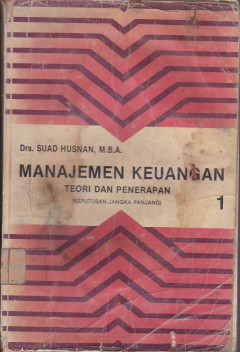 Drs. SUAD HUSNAN, M.B.A.
MANAJEMEN KEUANGAN
TEORI DAN PENERAPAN
(KEPUTUSAN JANGKA PANJANG)
1